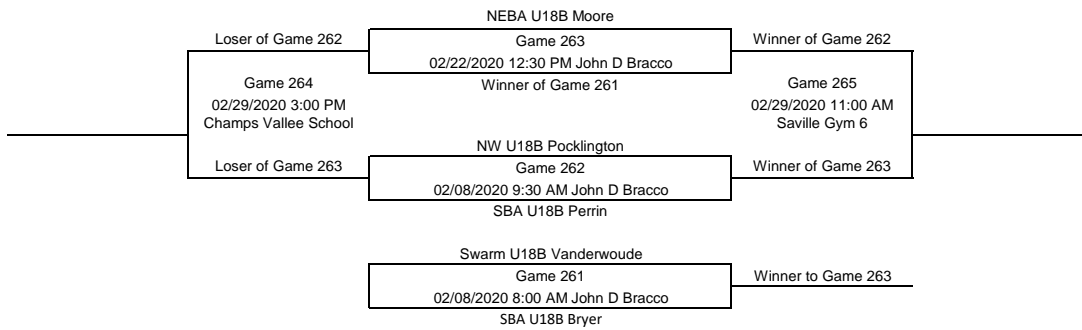 NEBA U18B Moore
Loser of Game 262
Game 263
Winner of Game 262
02/22/2020 12:30 PM John D Bracco
Game 264
Winner of Game 261
Game 265
02/29/2020 3:00 PM
02/29/2020 11:00 AM
Champs Vallee School
Saville Gym 6
NW U18B Pocklington
Loser of Game 263
Game 262
Winner of Game 263
02/08/2020 9:30 AM John D Bracco
SBA U18B Perrin
Swarm U18B Vanderwoude
Game 261
Winner to Game 263
02/08/2020 8:00 AM John D Bracco
SBA U18B Bryer